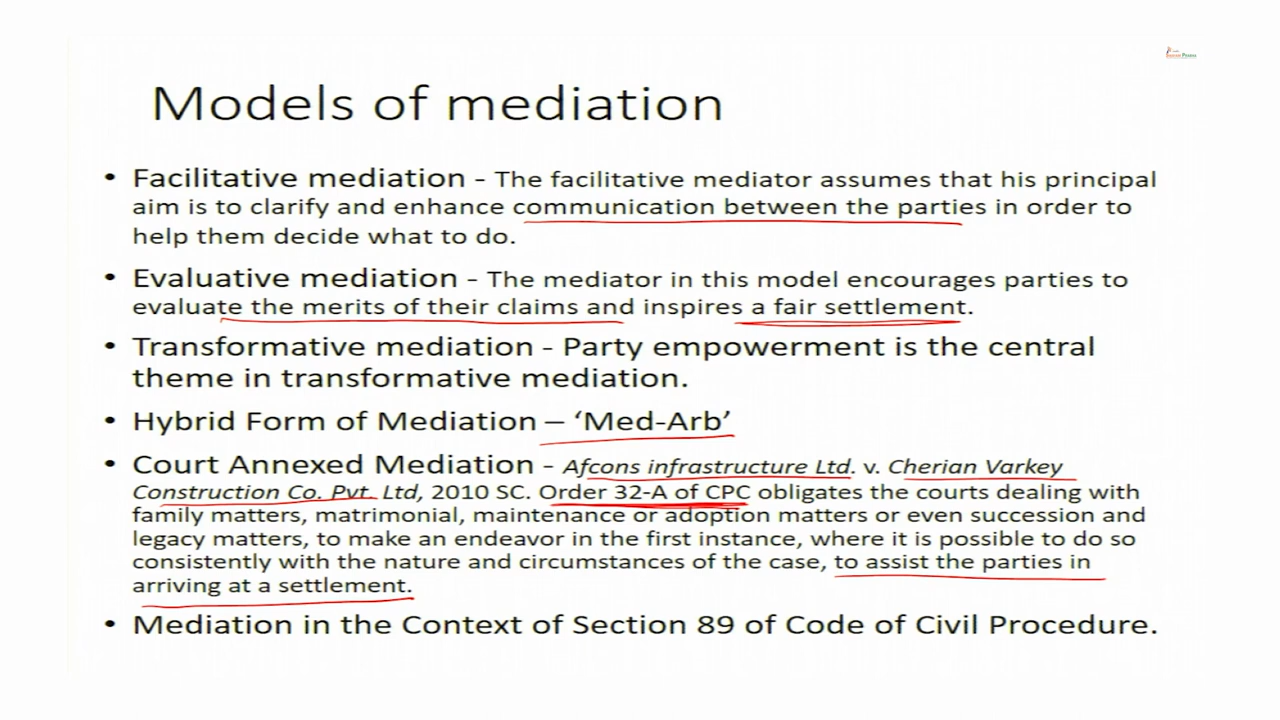 Models of mediation
• Facilitative mediation - The facilitative mediator assumes that his principal
aim is to clarify and enhance communication between the parties in order to
help them decide what to do.
• Evaluative mediation - The mediator in this model encourages parties to
evaluate the merits of their claims and inspires a fair settlement.
• Transformative mediation - Party empowerment is the central
theme in transformative mediation.
• Hybrid Form of Mediation – ‘Med-Arb’
• Court Annexed Mediation - Afcons infrastructure Ltd. v. Cherian Varkey
Construction Co. Pvt. Ltd, 2010 SC. Order 32-A of CPC obligates the courts dealing with
family matters, matrimonial, maintenance or adoption matters or even succession and
legacy matters, to make an endeavor in the first instance, where it is possible to do so
consistently with the nature and circumstances of the case, to assist the parties in
arriving at a settlement.
• Mediation in the Context of Section 89 of Code of Civil Procedure.